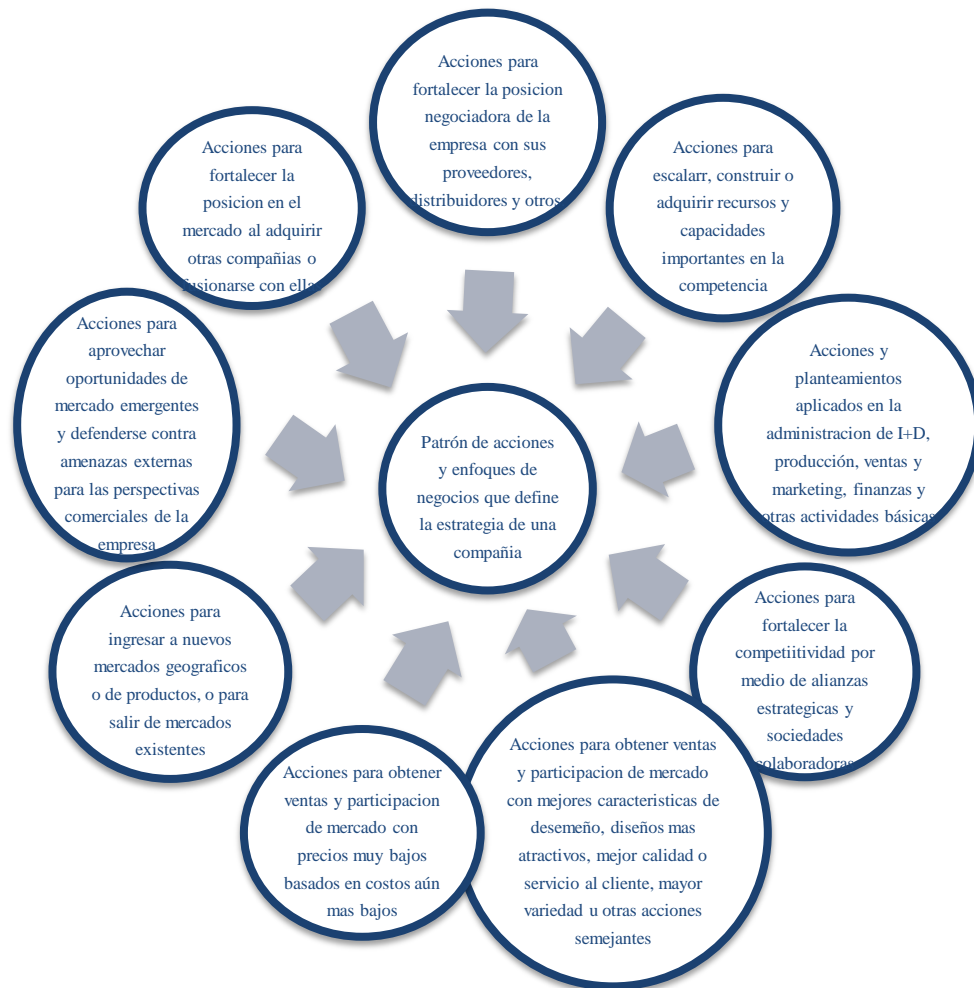 Acciones para
fortalecer la posicion
negociadora de la
empresa con sus
proveedores,
distribuidores y otros
Acciones para
escalarr, construir o
adquirir recursos y
capacidades
importantes en la
competencia
Acciones y
planteamientos
aplicados en la
administracion de I+D,
producción, ventas y
marketing, finanzas y
otras actividades básicas
Acciones para
fortalecer la
competiitividad por
medio de alianzas
estrategicas y
sociedades
colaboradoras
Acciones para obtener ventas
y participacion de mercado
con mejores caracteristicas de
desemeño, diseños mas
atractivos, mejor calidad o
servicio al cliente, mayor
variedad u otras acciones
semejantes
Acciones para obtener
ventas y participacion
de mercado con
precios muy bajos
basados en costos aún
mas bajos
Acciones para
ingresar a nuevos
mercados geograficos
o de productos, o para
salir de mercados
existentes
Acciones para
aprovechar
oportunidades de
mercado emergentes
y defenderse contra
amenazas externas
para las perspectivas
comerciales de la
empresa
Acciones para
fortalecer la
posicion en el
mercado al adquirir
otras compañias o
fusionarse con ellas
Patrón de acciones
y enfoques de
negocios que define
la estrategia de una
compañia